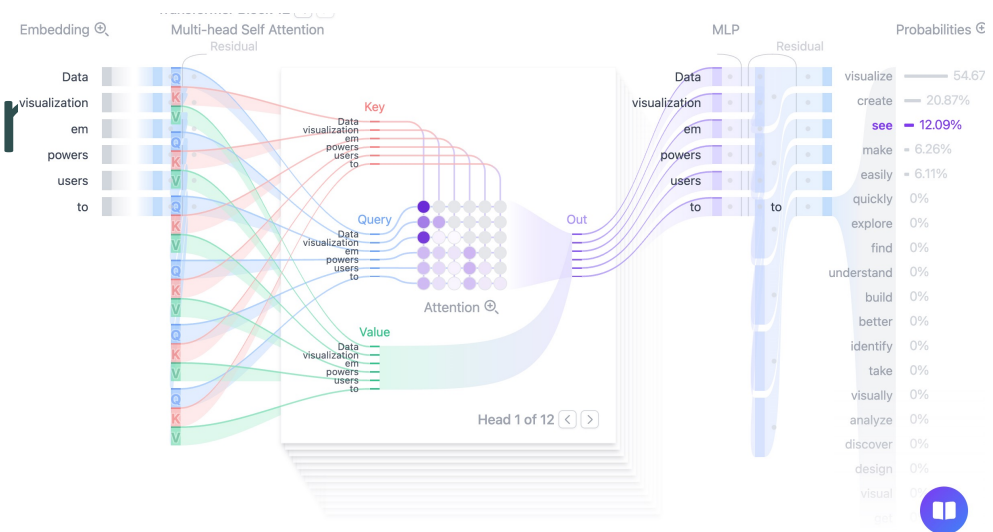 Transformer Block 12
Embedding
Multi-head Self Attention
MLP
Probabilities
Residual
Residual
Data
visualization
em
powers
users
to
Q
K
V
Q
K
V
Q
K
V
Q
K
V
Q
K
V
Q
K
V
Key
Data
visualization
em
powers
users
to
Query
Data
visualization
em
powers
users
to
Attention
Value
Data
visualization
em
powers
users
to
Out
Head 1 of 12
Data
visualization
em
powers
users
to
to
visualize 54.67
create 20.87%
see 12.09%
make 6.26%
easily 6.11%
quickly 0%
explore 0%
find 0%
understand 0%
build 0%
better 0%
identify 0%
take 0%
visually 0%
analyze 0%
discover 0%
design 0%
visual